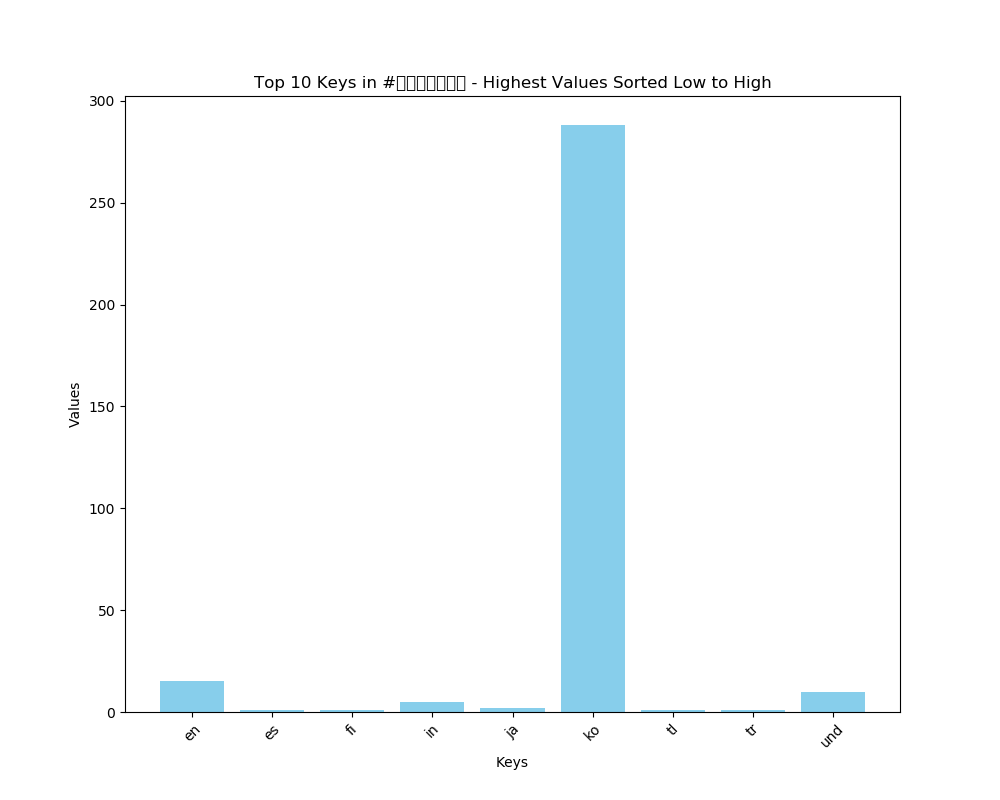 Top 10 Keys in #▯▯▯▯▯▯▯ - Highest Values Sorted Low to High
300
250
200
150
100
50
0
Values
en es fi in ja ko tl tr und
Keys